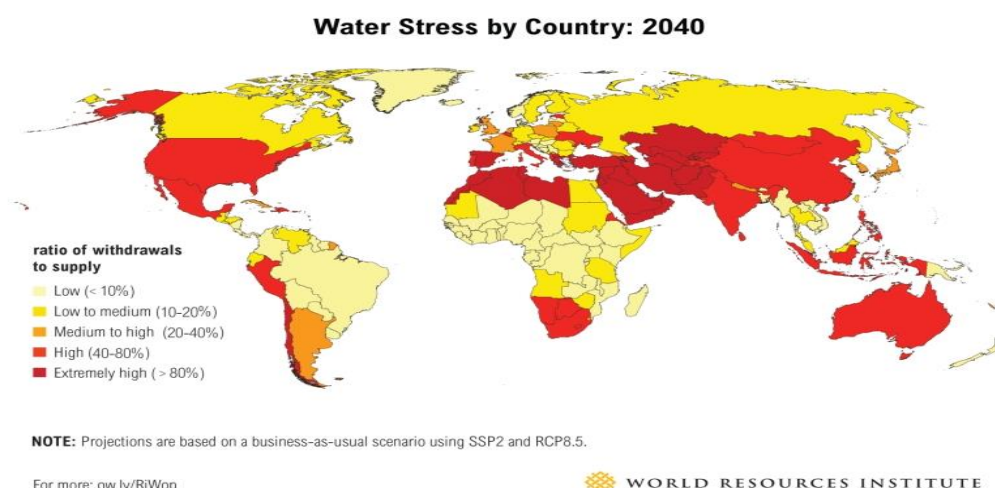 Water Stress by Country: 2040
ratio of withdrawals
to supply
Low (< 10%)
Low to medium (10-20%)
Medium to high (20-40%)
High (40-80%)
Extremely high (> 80%)
NOTE: Projections are based on a business-as-usual scenario using SSP2 and RCP8.5.
For more: ow.ly/RiWop
WORLD RESOURCES INSTITUTE